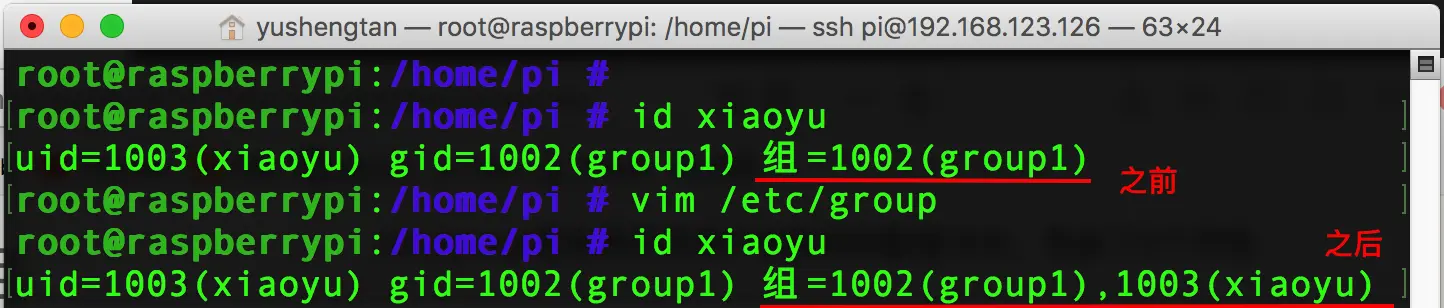 yushengtan — root@raspberrypi: /home/pi — ssh pi@192.168.123.126 — 63×24
root@raspberrypi:/home/pi #
root@raspberrypi:/home/pi # id xiaoyu
uid=1003(xiaoyu) gid=1002(group1) 组=1002(group1)
之前
root@raspberrypi:/home/pi # vim /etc/group
root@raspberrypi:/home/pi # id xiaoyu
之后
uid=1003(xiaoyu) gid=1002(group1) 组=1002(group1),1003(xiaoyu)